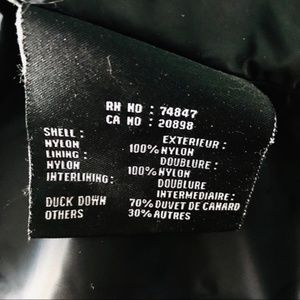 RN NO : 74847
CA NO : 20898
SHELL : EXTERIEUR :
NYLON 100% NYLON
LINING : DOUBLURE :
NYLON 100% NYLON
INTERLINING : DOUBLURE
INTERMEDIAIRE :
DUCK DOWN 70% DUVET DE CANARD
OTHERS 30% AUTRES